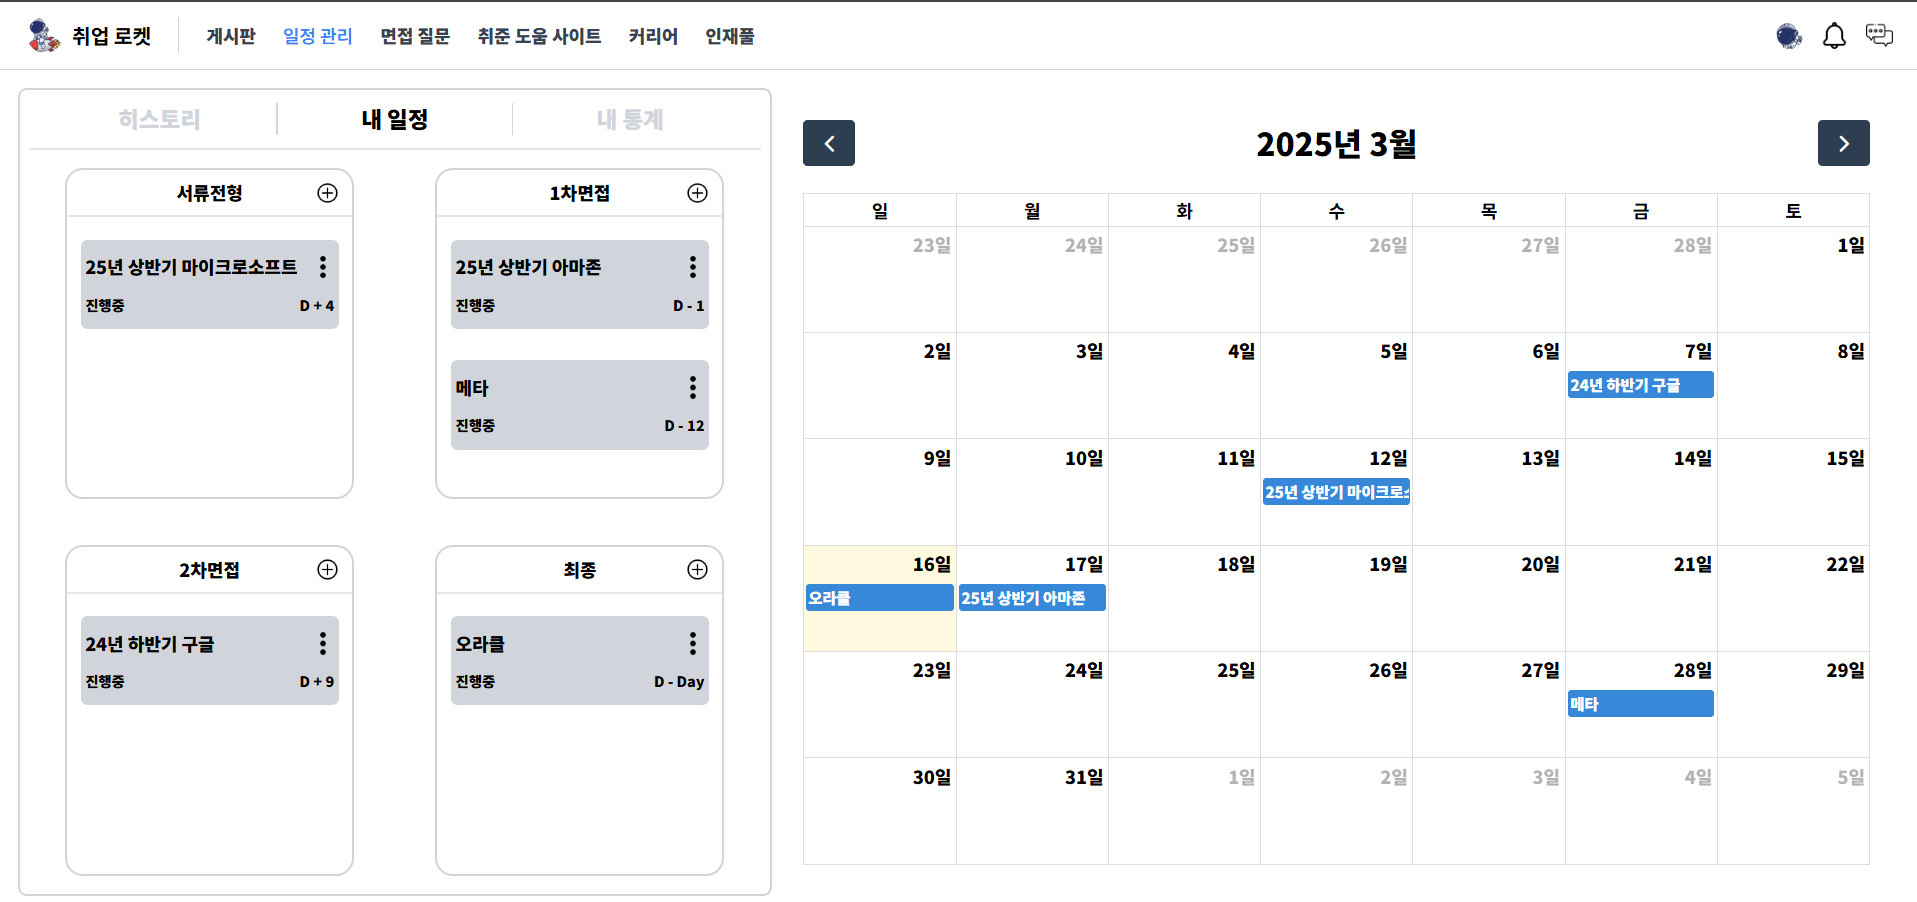 취업 로켓
게시판 일정 관리 면접 질문 취준 도움 사이트 커리어 인재풀
히스토리 내 일정 내 통계
서류전형
25년 상반기 마이크로소프트
진행중 D + 4
1차면접
25년 상반기 아마존
진행중 D - 1
메타
진행중 D - 12
2차면접
24년 하반기 구글
진행중 D + 9
최종
오라클
진행중 D - Day
2025년 3월
일 월 화 수 목 금 토
23일 24일 25일 26일 27일 28일 1일
2일 3일 4일 5일 6일 7일 8일
24년 하반기 구글
9일 10일 11일 12일 13일 14일 15일
25년 상반기 마이크로
16일 17일 18일 19일 20일 21일 22일
오라클 25년 상반기 아마존
23일 24일 25일 26일 27일 28일 29일
메타
30일 31일 1일 2일 3일 4일 5일